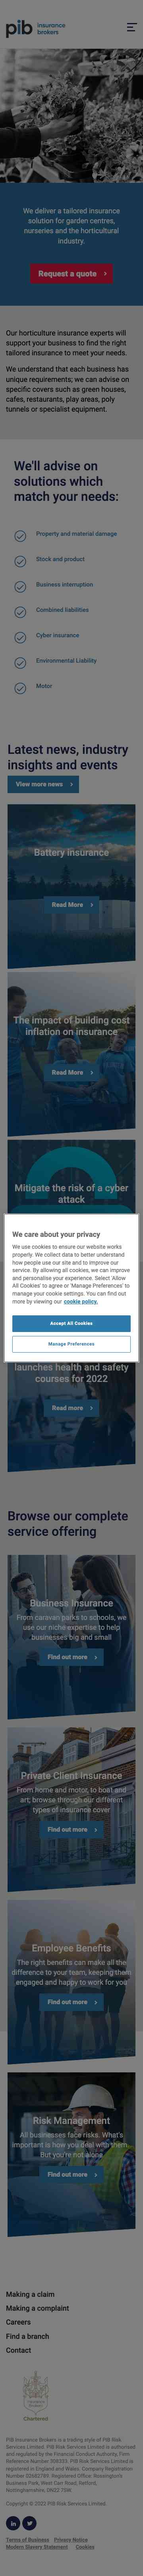 pib insurance
brokers
We deliver a tailored insurance
solution for garden centres,
nurseries and the horticultural
industry.
Request a quote
Our horticulture insurance experts will
support your business to find the right
tailored insurance to meet your needs.
We understand that each business has
unique requirements; we can advise on
specific sectors such as green houses,
cafes, restaurants, play areas, poly
tunnels or specialist equipment.
We'll advise on
solutions which
match your needs:
Property and material damage
Stock and product
Business interruption
Combined liabilities
Cyber insurance
Environmental Liability
Motor
Latest news, industry
insights and events
View more news
Battery insurance
Read More
The impact of building cost
inflation on insurance
Read More
Mitigate the risk of a cyber
attack
We care about your privacy
We use cookies to ensure our website works
properly. We collect data to better understand
how people use our site and to improve our
service. By allowing all cookies, we can improve
and personalise your experience. Select 'Allow
All Cookies' to agree or 'Manage Preferences' to
manage your cookies settings. You can find out
more by viewing our cookie policy.
Accept All Cookies
Manage Preferences
launches health and safety
courses for 2022
Read more
Browse our complete
service offering
Business Insurance
From caravan parks to schools, we
use our niche expertise to help
businesses big and small
Find out more
Private Client Insurance
From home and motor, to boat and
art; browse through our different
types of insurance cover
Find out more
Employee Benefits
The right benefits can make all the
difference to your team, keeping them
engaged and happy to work for you
Find out more
Risk Management
All businesses face risks. What's
important is how you deal with them.
But you're not alone
Find out more
Making a claim
Making a complaint
Careers
Find a branch
Contact
Chartered
PIB Insurance Brokers is a trading style of PIB Risk
Services Limited. PIB Risk Services Limited is authorised
and regulated by the Financial Conduct Authority, Firm
Reference Number 308333. PIB Risk Services Limited is
registered in England and Wales. Company Registration
Number 02682789. Registered Office: Rossington's
Business Park, West Carr Road, Retford,
Nottinghamshire, DN22 7SW.
Copyright © 2022 PIB Risk Services Limited.
Terms of Business Privacy Notice
Modern Slavery Statement Cookies